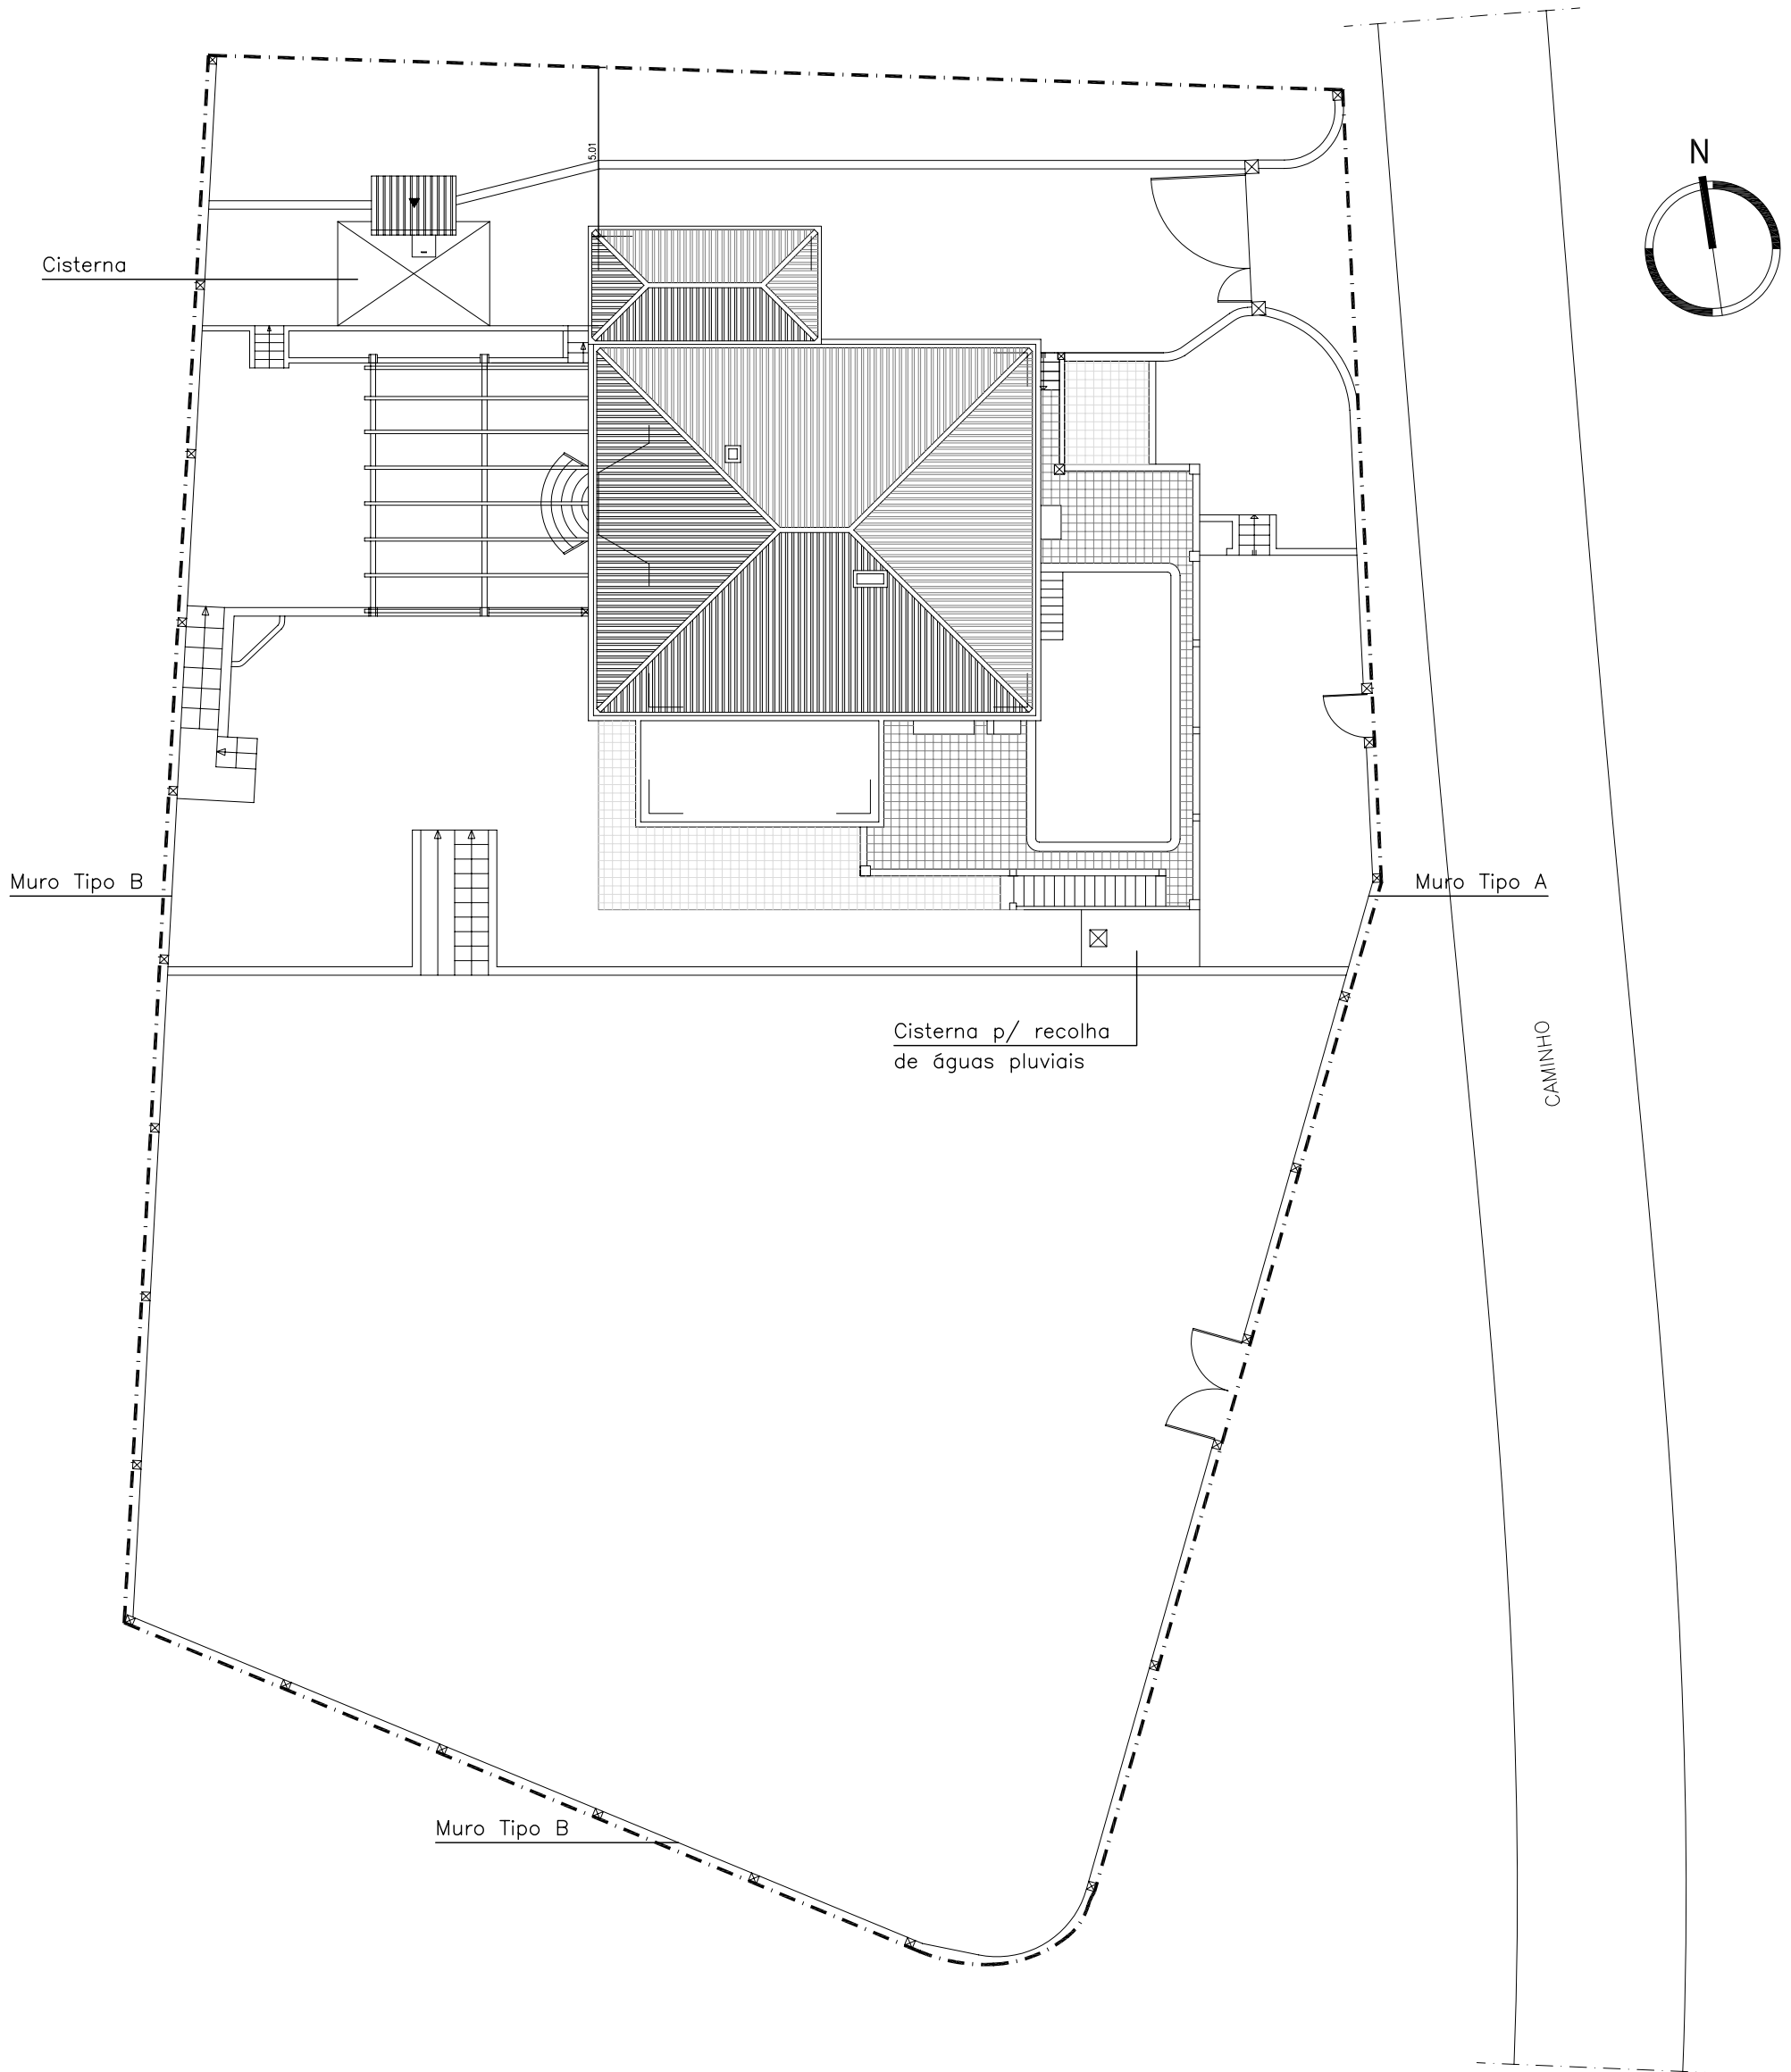 N
5.01
Cisterna
Muro Tipo B
Muro Tipo A
Cisterna p/ recolha
de águas pluviais
CAMINHO
Muro Tipo B